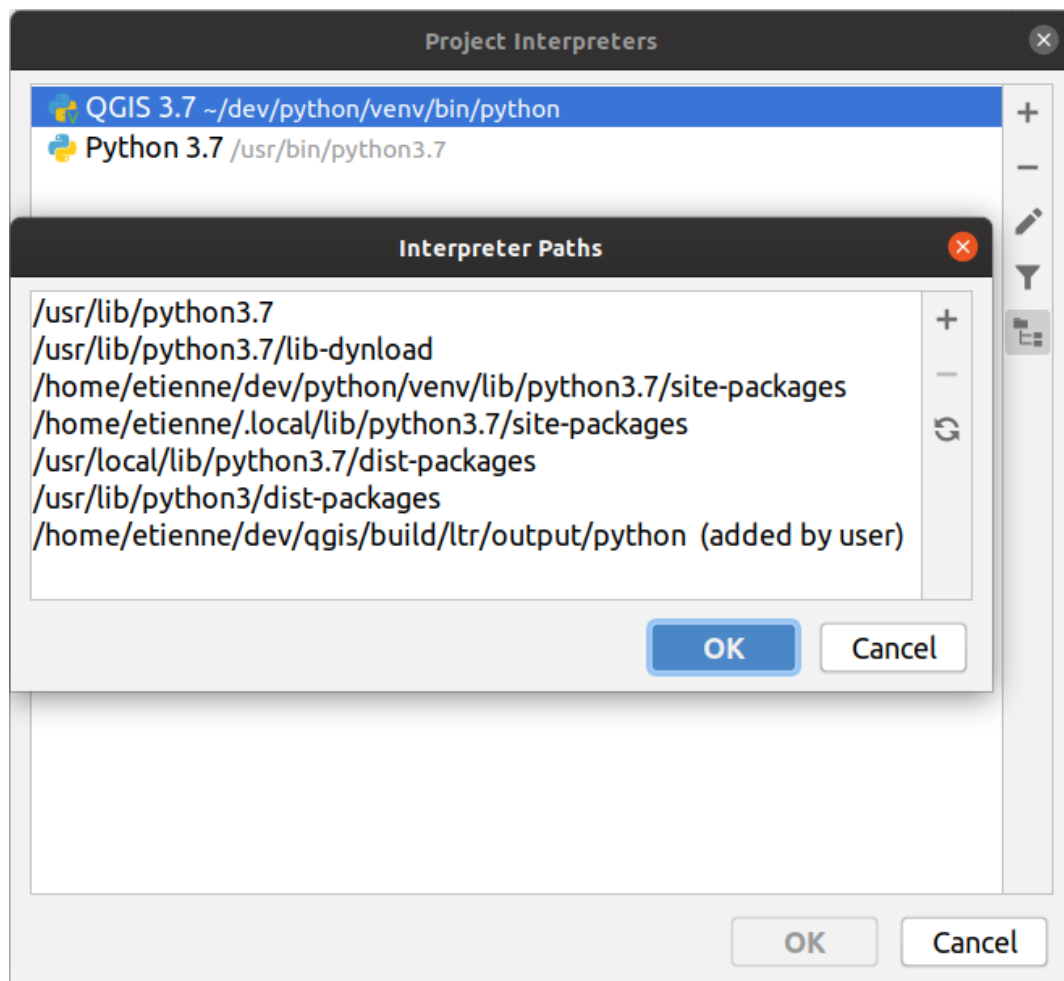 Project Interpreters
QGIS 3.7 ~/dev/python/venv/bin/python
Python 3.7 /usr/bin/python3.7
Interpreter Paths
/usr/lib/python3.7
/usr/lib/python3.7/lib-dynload
/home/etienne/dev/python/venv/lib/python3.7/site-packages
/home/etienne/.local/lib/python3.7/site-packages
/usr/local/lib/python3.7/dist-packages
/usr/lib/python3/dist-packages
/home/etienne/dev/qgis/build/ltr/output/python (added by user)
OK Cancel
OK Cancel